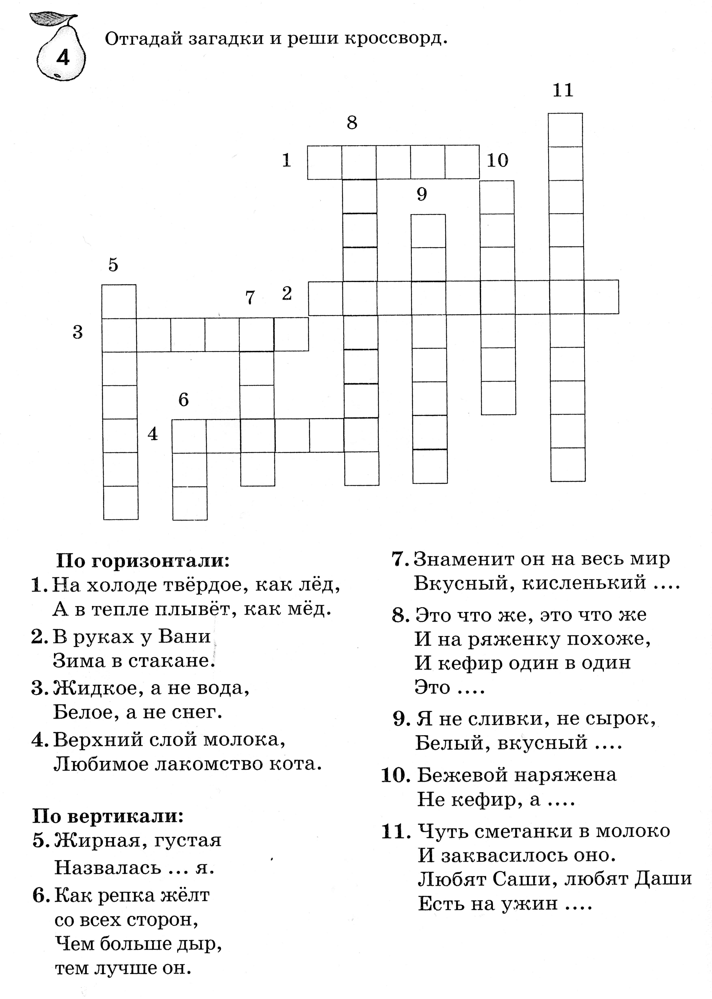 4
Отгадай загадки и реши кроссворд.
11
8
1
10
9
5
7
2
3
6
4
По горизонтали:
1. На холоде твёрдое, как лёд,
А в тепле плывёт, как мёд.
2. В руках у Вани
Зима в стакане.
3. Жидкое, а не вода,
Белое, а не снег.
4. Верхний слой молока,
Любимое лакомство кота.
По вертикали:
5. Жирная, густая
Назвалась ... я.
6. Как репка жёлт
со всех сторон,
Чем больше дыр,
тем лучше он.
7. Знаменит он на весь мир
Вкусный, кисленький ....
8. Это что же, это что же
И на ряженку похоже,
И кефир один в один
Это ....
9. Я не сливки, не сырок,
Белый, вкусный ....
10. Бежевой наряжена
Не кефир, а ....
11. Чуть сметанки в молоко
И заквасилось оно.
Любят Саши, любят Даши
Есть на ужин ....